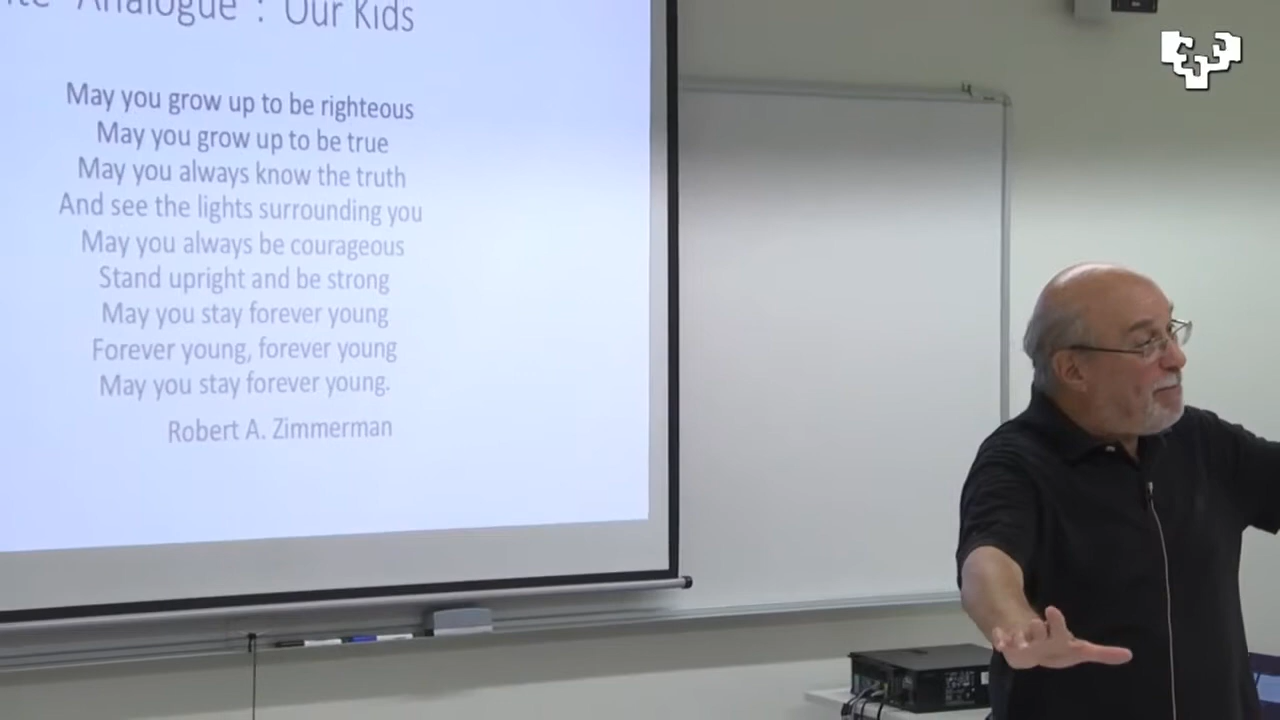 Analogue : Our Kids
May you grow up to be righteous
May you grow up to be true
May you always know the truth
And see the lights surrounding you
May you always be courageous
Stand upright and be strong
May you stay forever young
Forever young, forever young
May you stay forever young.
Robert A. Zimmerman